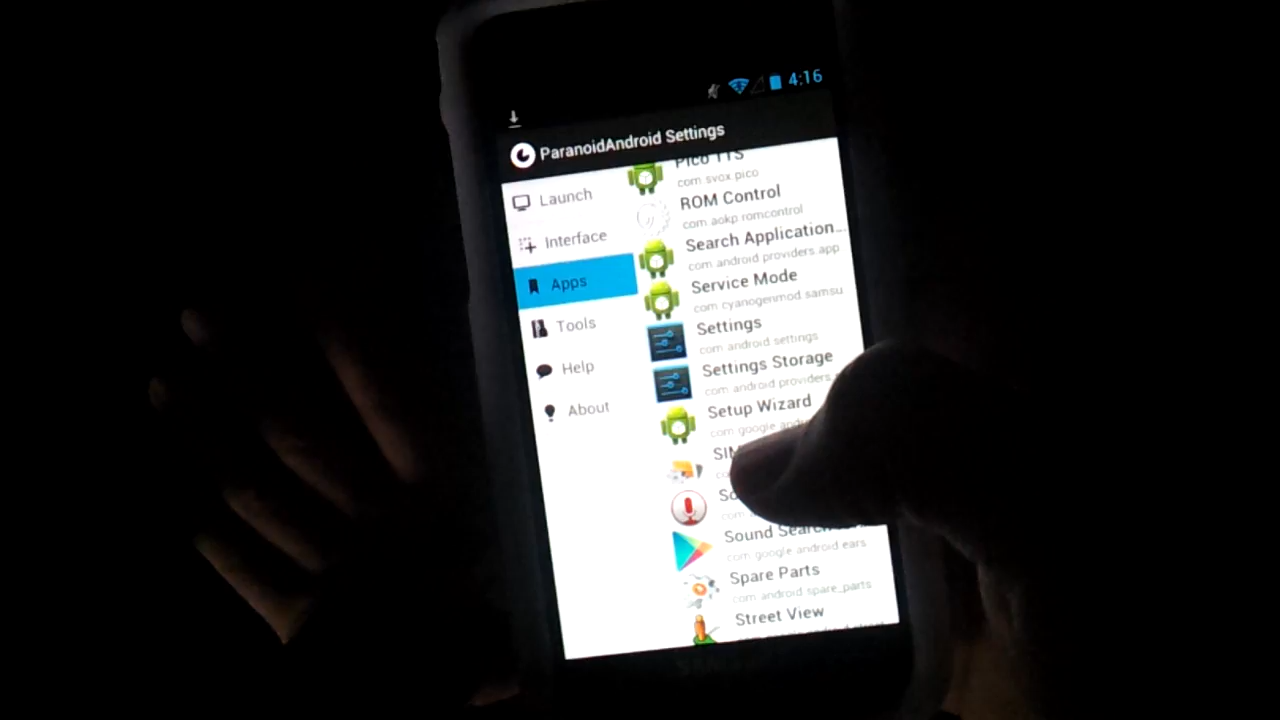 4:16
ParanoidAndroid Settings
Launch
Interface
Apps
Tools
Help
About
Pico TTS
com.svox.pico
ROM Control
com.aokp.romcontrol
Search Application...
com.android.providers.app
Service Mode
com.cyanogenmod.samsu
Settings
com.android.settings
Settings Storage
com.android.providers
Setup Wizard
com.google
Sound
com.google.android.ears
Spare Parts
com.android.spare_parts
Street View